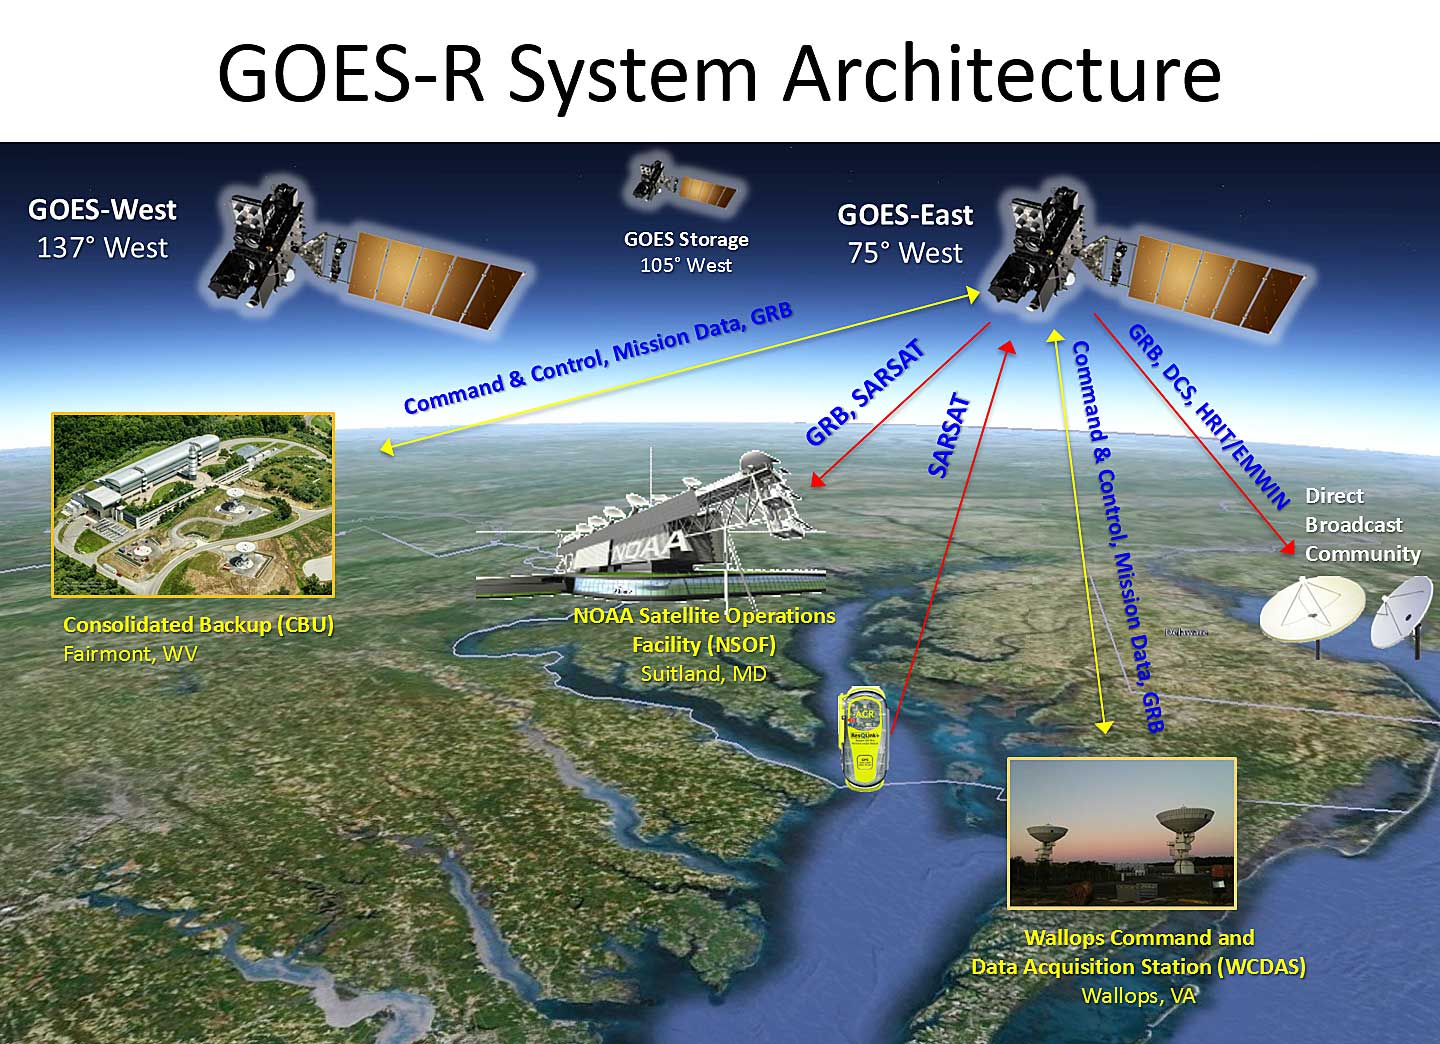 GOES-R System Architecture
GOES-West
137° West
GOES Storage
105° West
GOES-East
75° West
Command & Control, Mission Data, GRB
GRB, SARSAT
SARSAT
Command & Control, Mission Data, GRB
GRB, DCS, HRIT/EMWIN
Direct
Broadcast
Community
NOAA
Consolidated Backup (CBU)
Fairmont, WV
NOAA Satellite Operations
Facility (NSOF)
Suitland, MD
Delaware
ACR
ResQLink+
Wallops Command and
Data Acquisition Station (WCDAS)
Wallops, VA